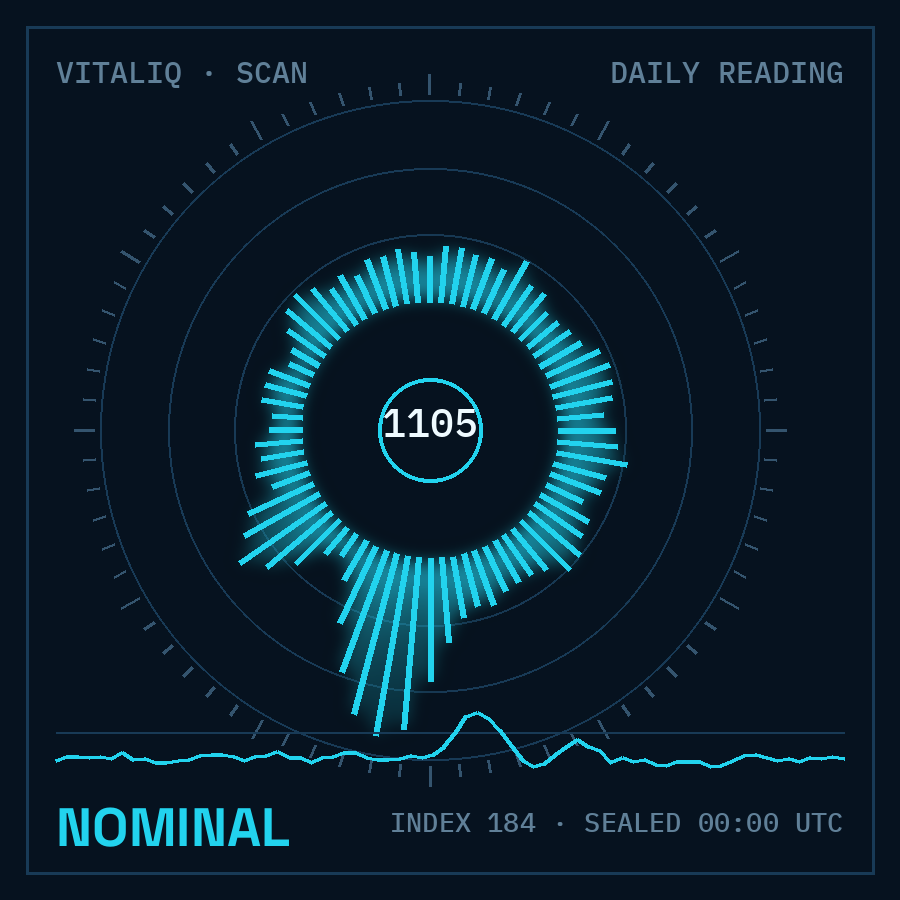 VITALIQ · SCAN
DAILY READING
1105
NOMINAL
INDEX 184 · SEALED 00:00 UTC